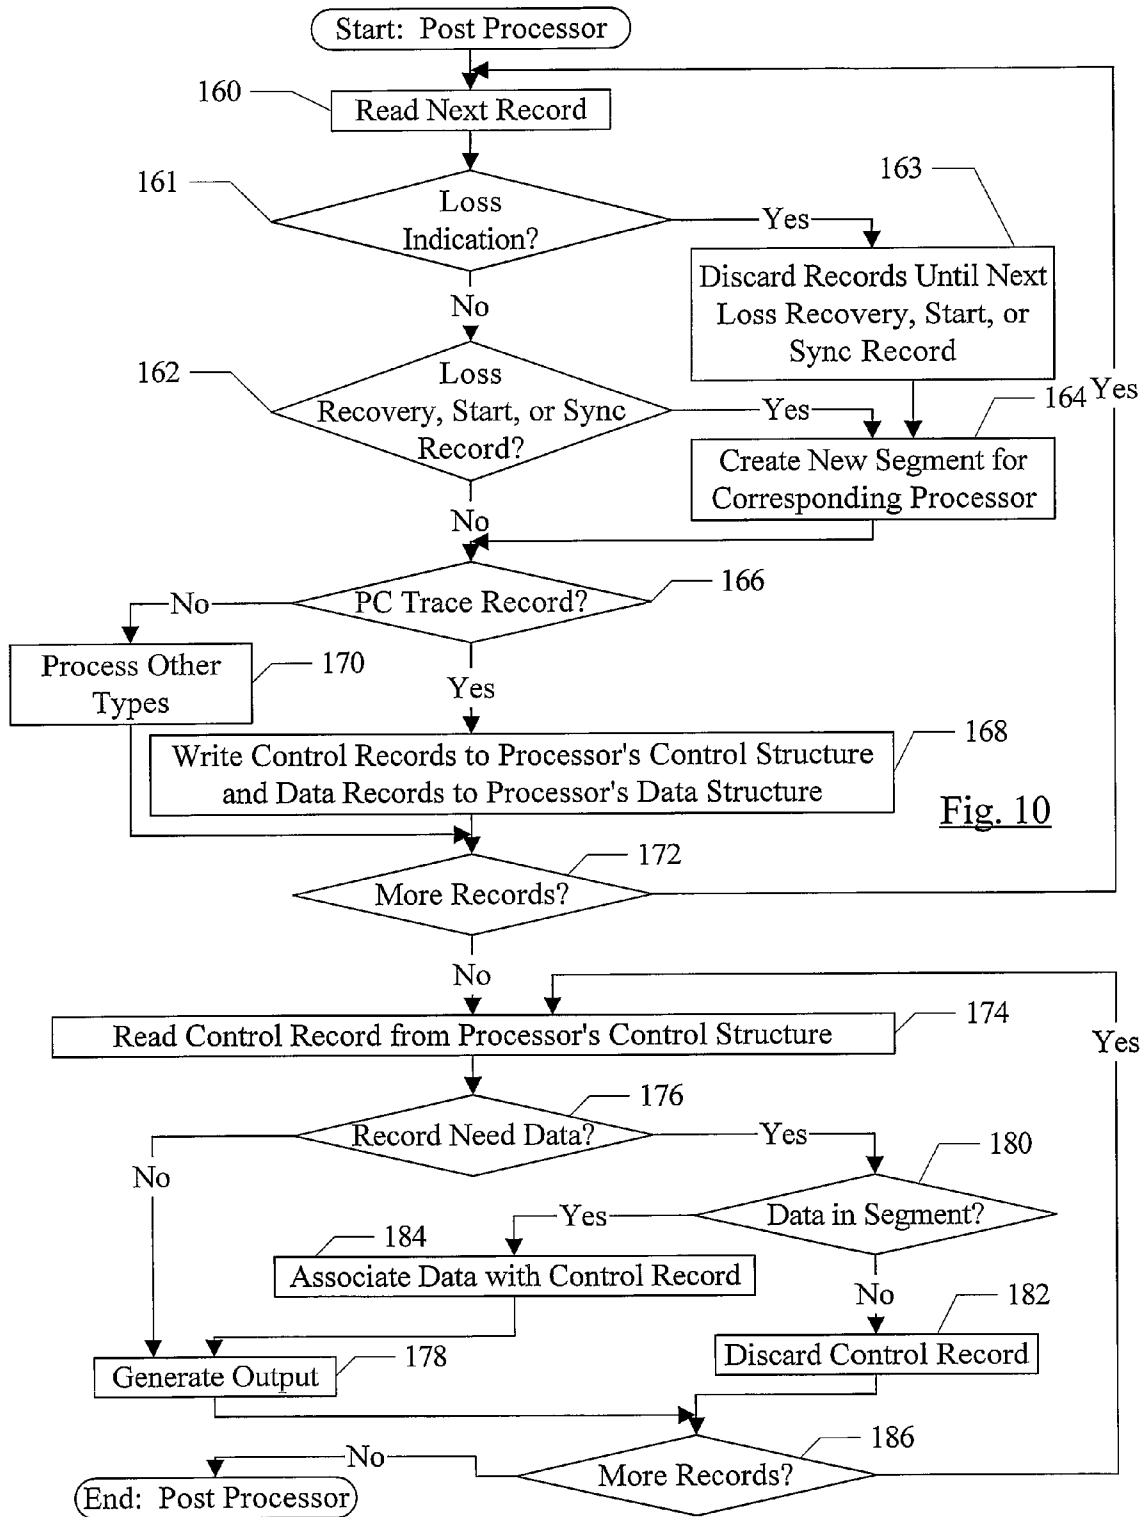 Start: Post Processor
160
Read Next Record
161
Loss
Indication?
Yes
163
Discard Records Until Next
Loss Recovery, Start, or
Sync Record
No
162
Loss
Recovery, Start, or Sync
Record?
Yes
164
Yes
Create New Segment for
Corresponding Processor
No
PC Trace Record?
166
No
Process Other
Types
170
Yes
Write Control Records to Processor's Control Structure
and Data Records to Processor's Data Structure
168
Fig. 10
More Records?
172
No
Read Control Record from Processor's Control Structure
174
Yes
176
Record Need Data?
Yes
No
180
Data in Segment?
Yes
184
Associate Data with Control Record
No
182
Discard Control Record
Generate Output
178
186
More Records?
No
End: Post Processor